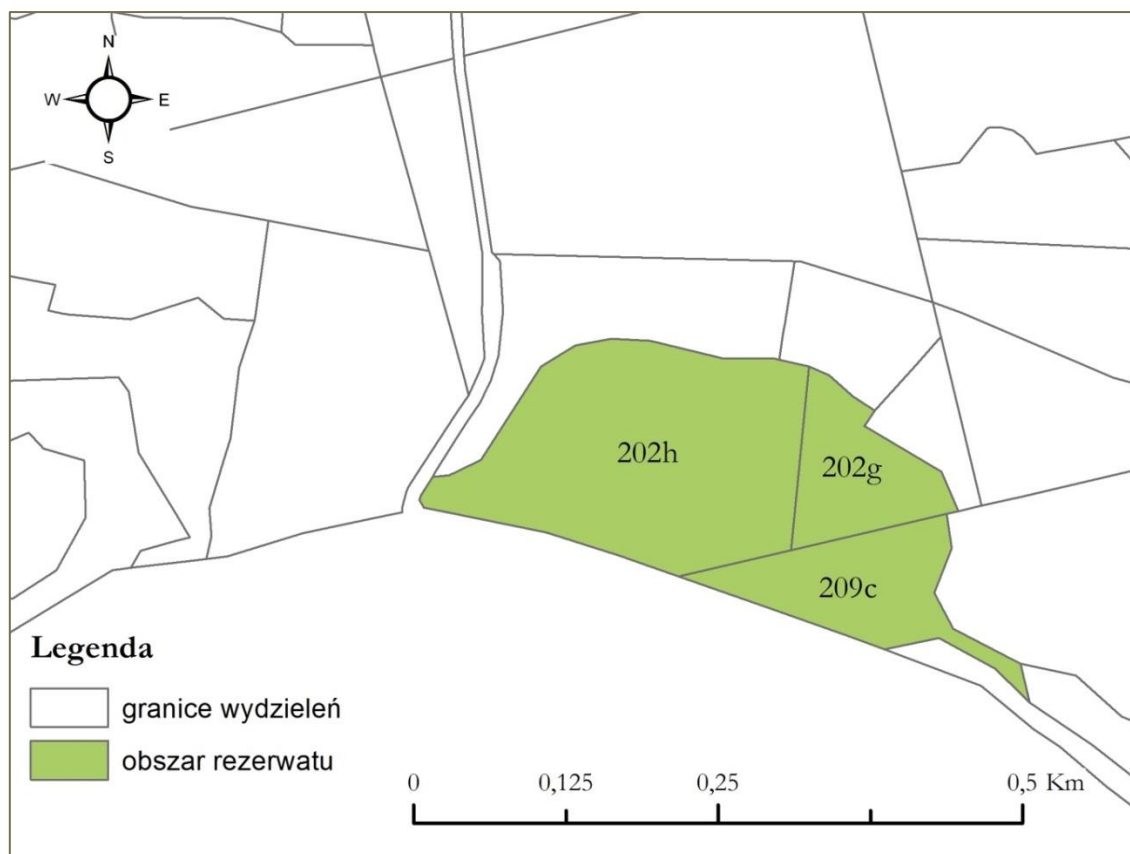 N
W E
S
202h
202g
209c
Legenda
granice wydzieleń
obszar rezerwatu
0 0,125 0,25 0,5 Km